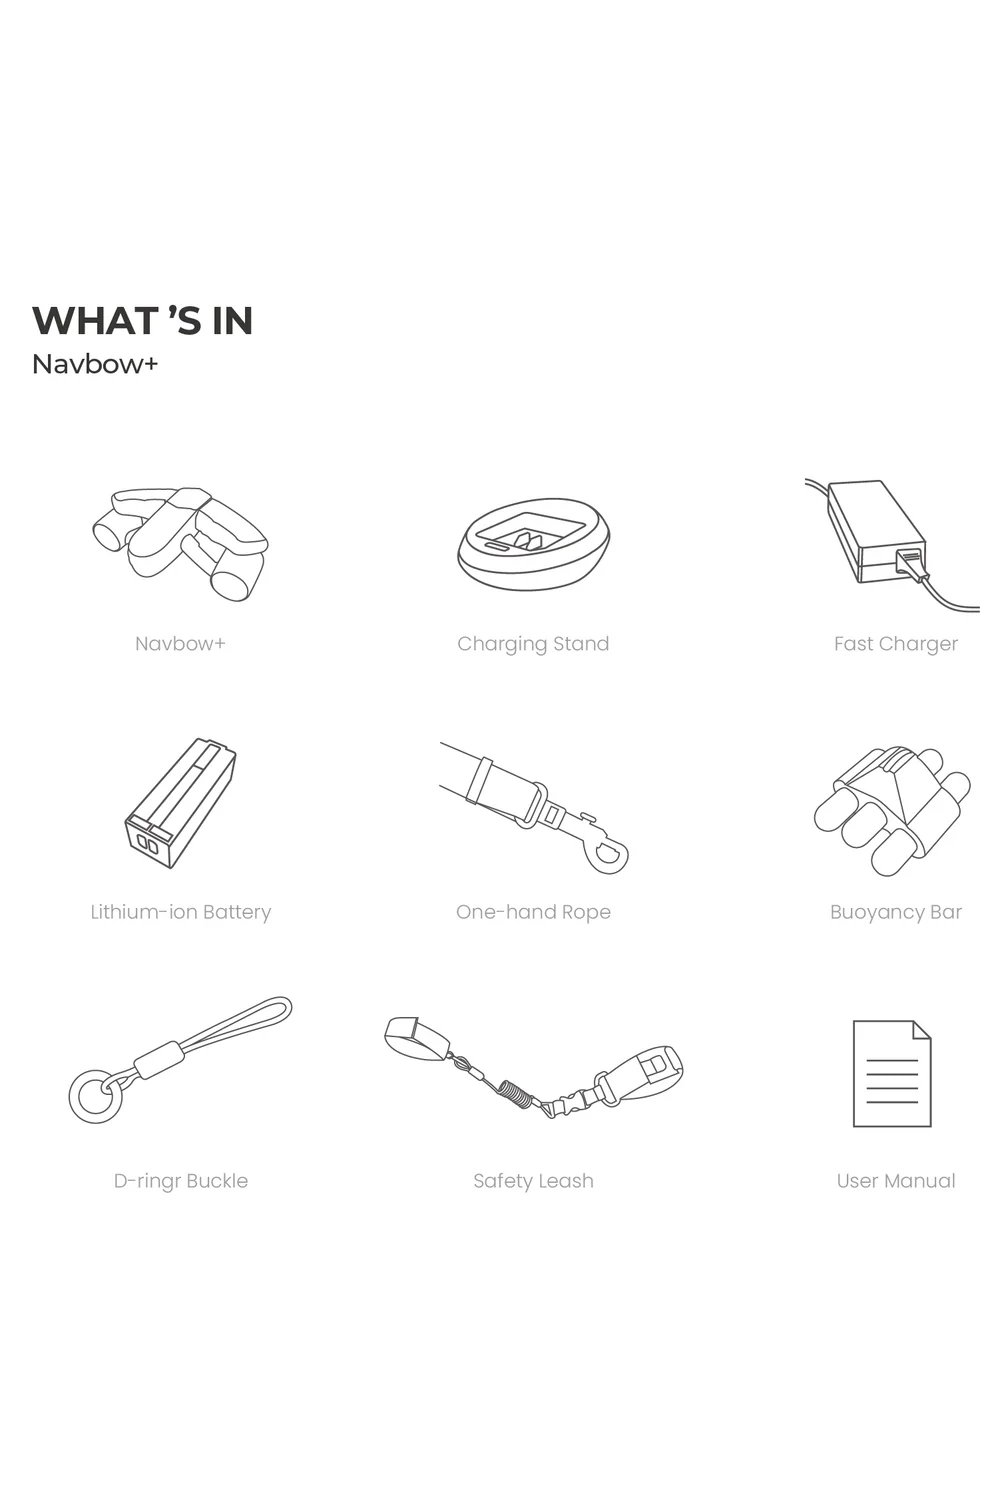 WHAT ’S IN
Navbow+
Navbow+
Charging Stand
Fast Charger
Lithium-ion Battery
One-hand Rope
Buoyancy Bar
D-ringr Buckle
Safety Leash
User Manual